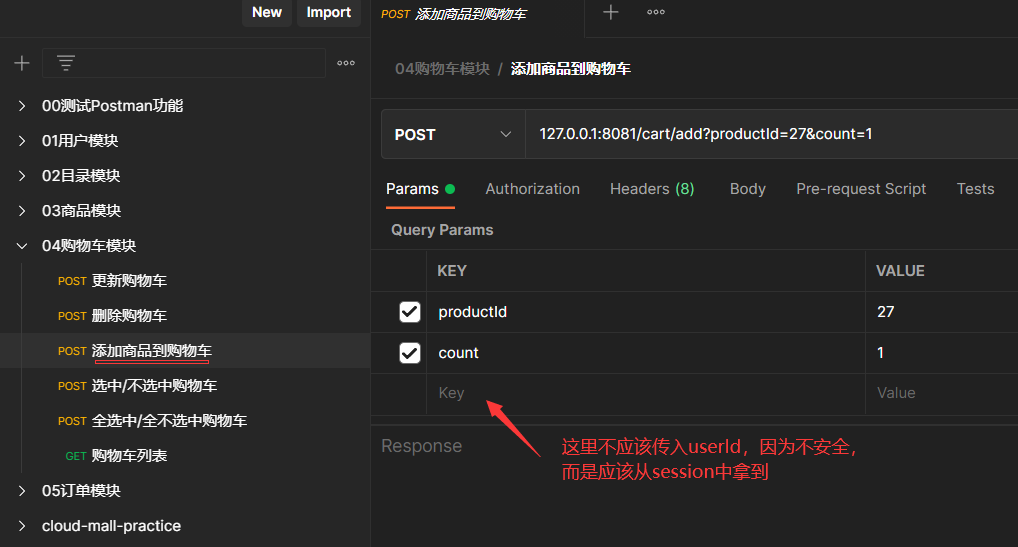 New
Import
POST 添加商品到购物车
00测试Postman功能
01用户模块
02目录模块
03商品模块
04购物车模块
POST 更新购物车
POST 删除购物车
POST 添加商品到购物车
POST 选中/不选中购物车
POST 全选中/全不选中购物车
GET 购物车列表
05订单模块
cloud-mall-practice
04购物车模块 / 添加商品到购物车
POST
127.0.0.1:8081/cart/add?productId=27&count=1
Params
Authorization
Headers (8)
Body
Pre-request Script
Tests
Query Params
KEY
VALUE
productId
27
count
1
Key
Value
Response
这里不应该传入userId，因为不安全，
而是应该从session中拿到